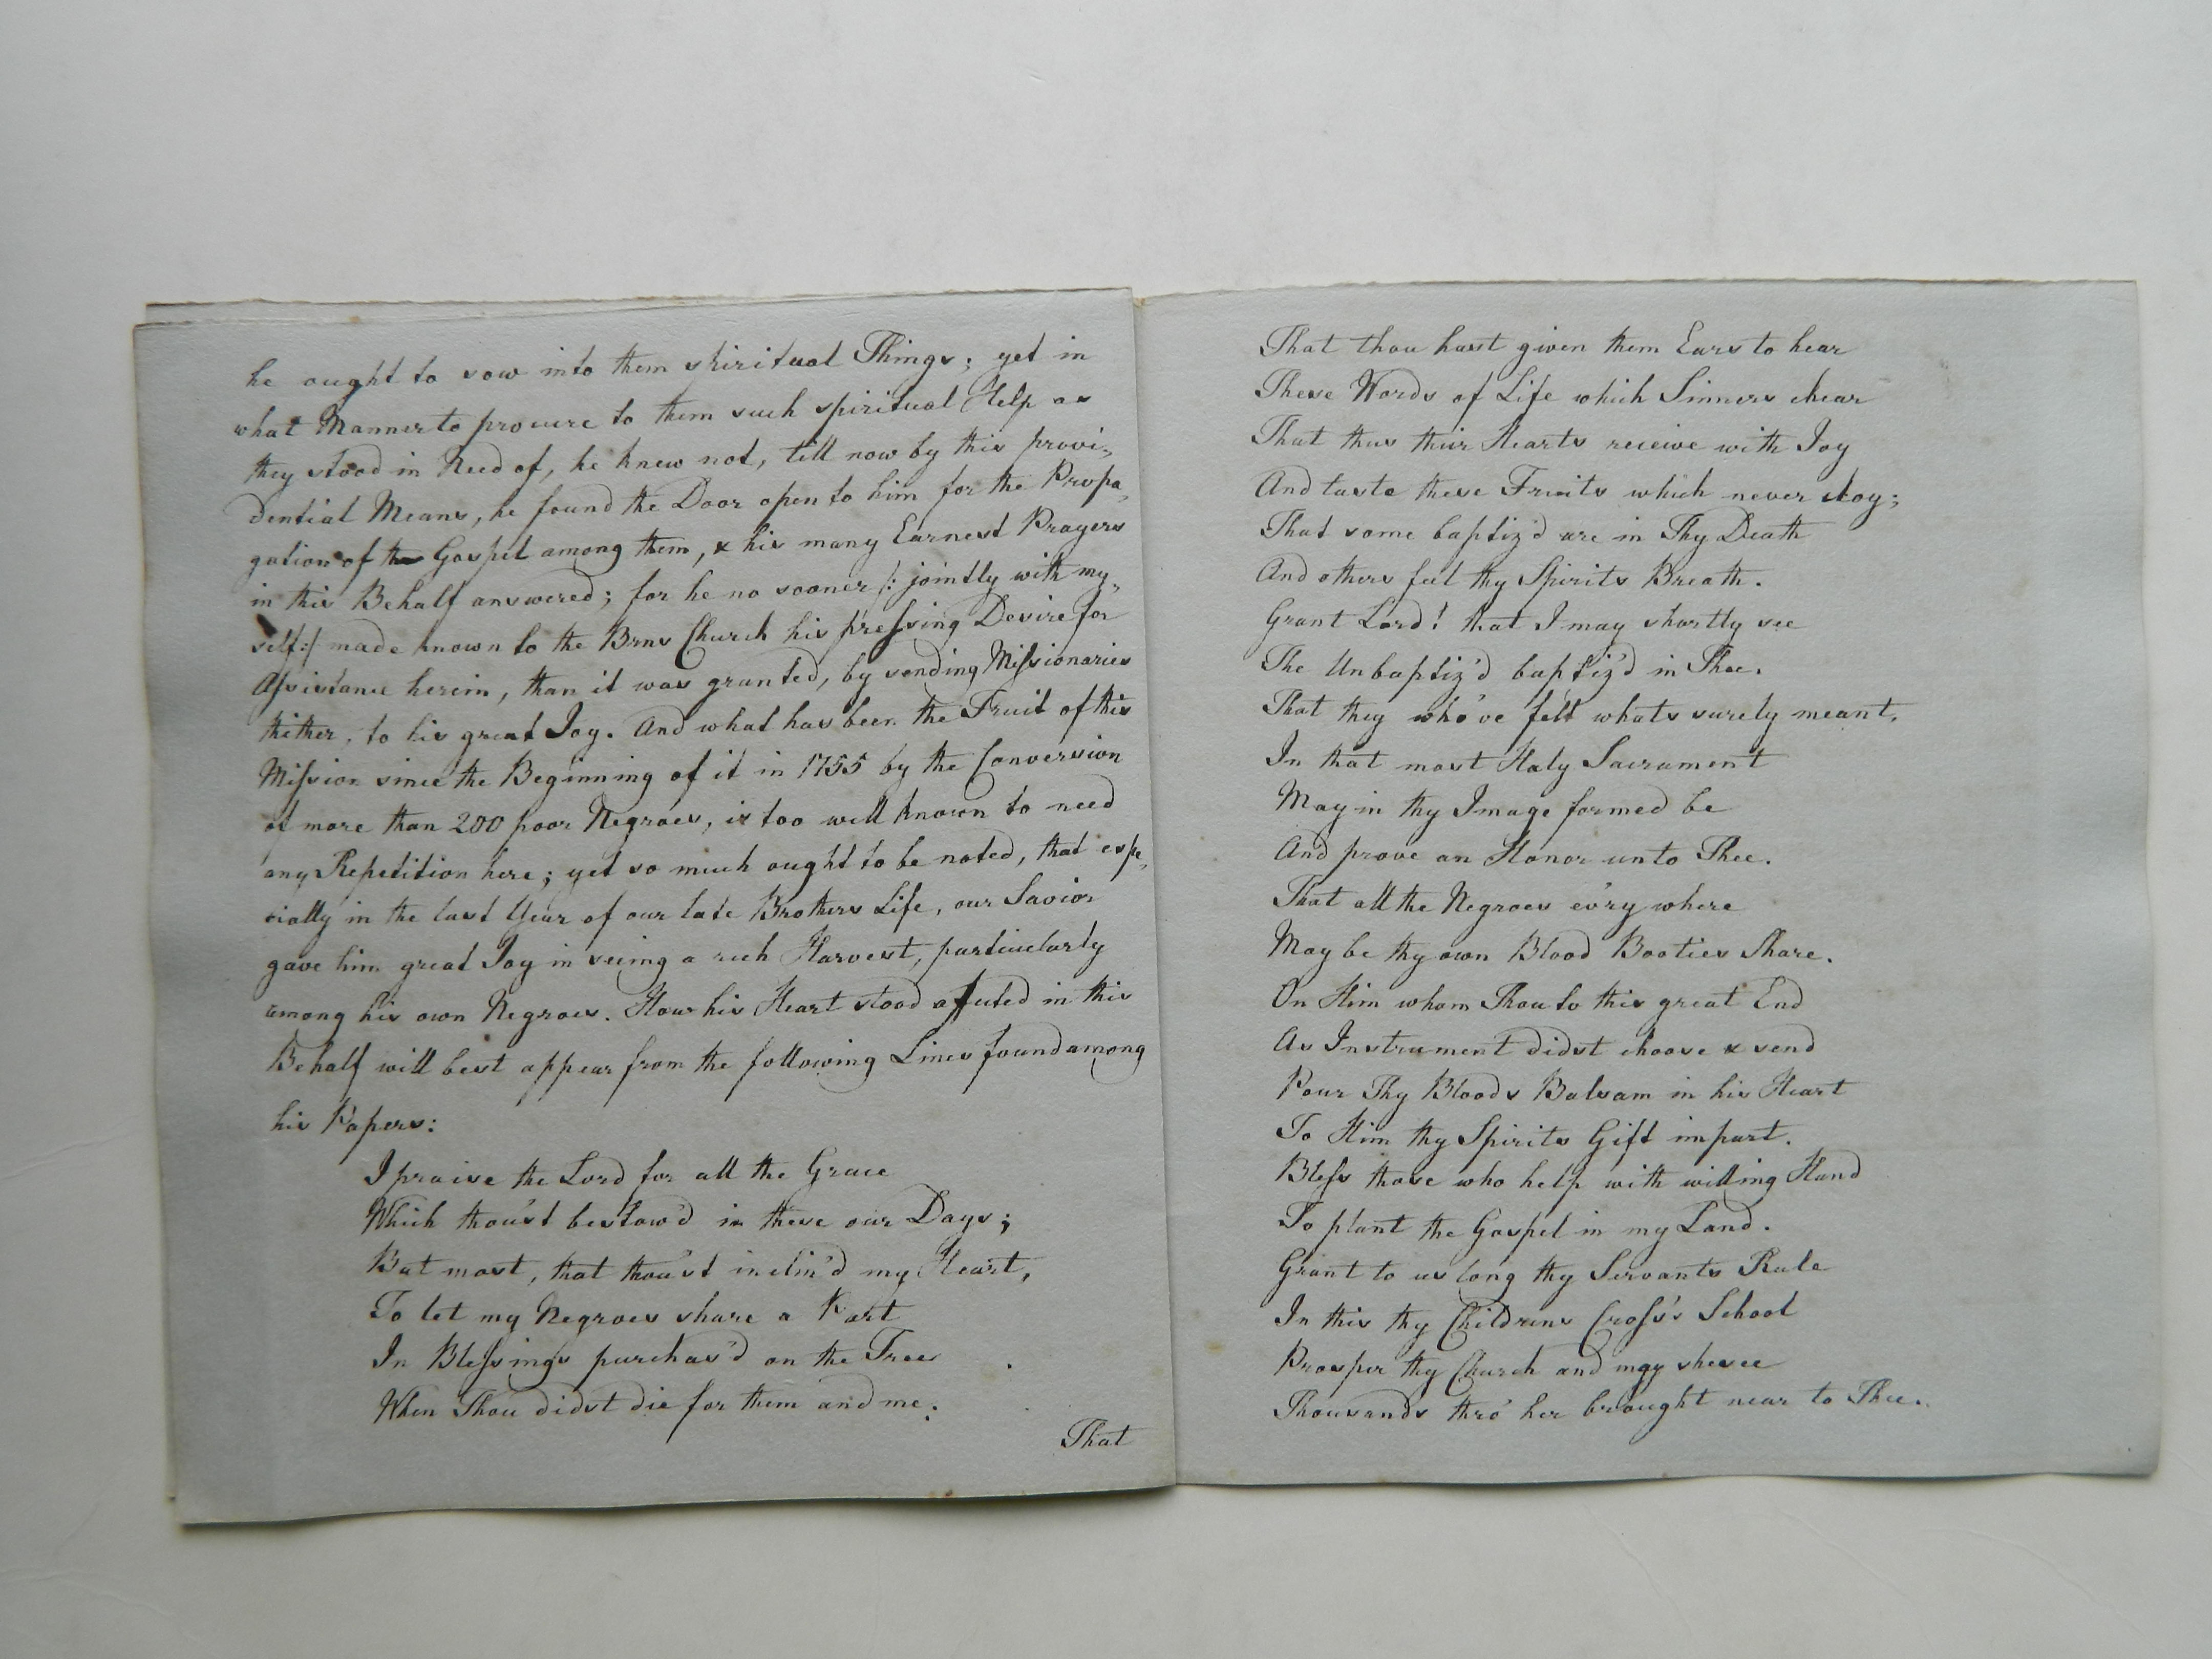 he ought to sow into them spiritual Things; yet in
what Manner to procure to them such spiritual Help as
they stood in Need of, he knew not, till now by this provi„
dential Means, he found the Door open to him for the Propa„
gation of the Gospel among them, & his many Earnest Prayers
in this Behalf answered; for he no sooner /: jointly with my„
self :/ made known to the Brns Church his pressing Desire for
Assistance herein, than it was granted, by sending Missionaries
thither, to his great Joy. And what has been the Fruit of this
Mission since the Beginning of it in 1755 by the Conversion
of more than 200 poor Negroes, is too well known to need
any Repetition here; yet so much ought to be noted, that espe„
cially in the last Year of our late Brothers Life, our Savior
gave him great Joy in seeing a rich Harvest, particularly
among his own Negroes. How his Heart stood affected in this
Behalf will best appear from the following Lines found among
his Papers:
I praise the Lord for all the Grace
Which thou'st bestow'd in these our Days;
But most, that thou'st inclin'd my Heart,
To let my Negroes share a Part
In Blessings purchas'd on the Tree
When Thou didst die for them and me;
That
That thou hast given them Ears to hear
These Words of Life which Sinners chear
That thus their Hearts receive with Joy
And taste these Fruits which never cloy;
That some baptiz'd are in Thy Death
And others feel thy Spirits Breath.
Grant Lord! that I may shortly see
The Unbaptiz'd baptiz'd in Thee.
That they who've felt whats surely meant,
In that most Holy Sacrament
May in thy Image formed be
And prove an Honor unto Thee.
That all the Negroes ev'ry where
May be thy own Blood Booties Share.
On Him whom Thou to this great End
As Instrument didst choose & send
Pour Thy Bloods Balsam in his Heart
To Him thy Spirits Gift impart.
Bless those who help with willing Hand
To plant the Gospel in my Land.
Grant to us long thy Servants Rule
In this thy Childrens Cross's School
Prosper thy Church and may she see
Thousands thro' her brought near to Thee.